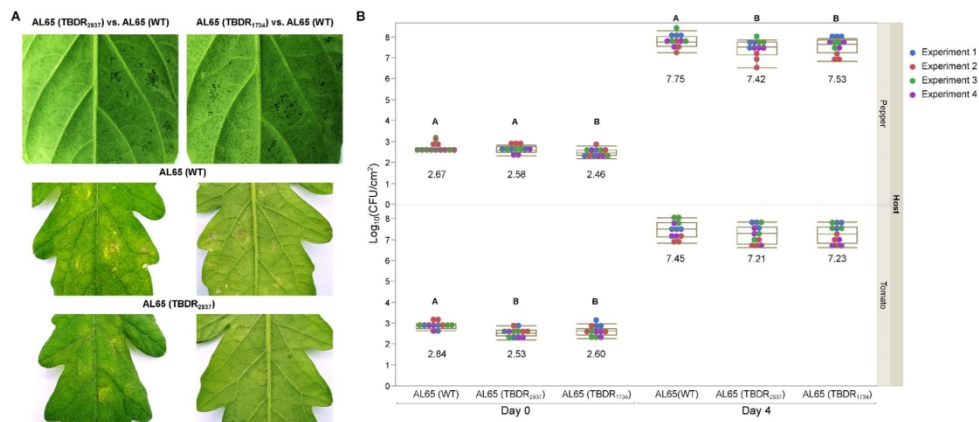 A
AL65 (TBDR₂₉₃₇) vs. AL65 (WT) AL65 (TBDR₁₇₃₄) vs. AL65 (WT)
AL65 (WT)
AL65 (TBDR₂₉₃₇)
B
Log₁₀(CFU/cm²)
8
7
6
5
4
3
2
1
0
A B B
7.75 7.42 7.53
A A B
2.67 2.58 2.46
Pepper
8
7
6
5
4
3
2
1
0
7.45 7.21 7.23
A B B
2.84 2.53 2.60
Tomato
Host
AL65 (WT) AL65 (TBDR₂₉₃₇) AL65 (TBDR₁₇₃₄) AL65(WT) AL65 (TBDR₂₉₃₇) AL65 (TBDR₁₇₃₄)
Day 0 Day 4
Experiment 1
Experiment 2
Experiment 3
Experiment 4